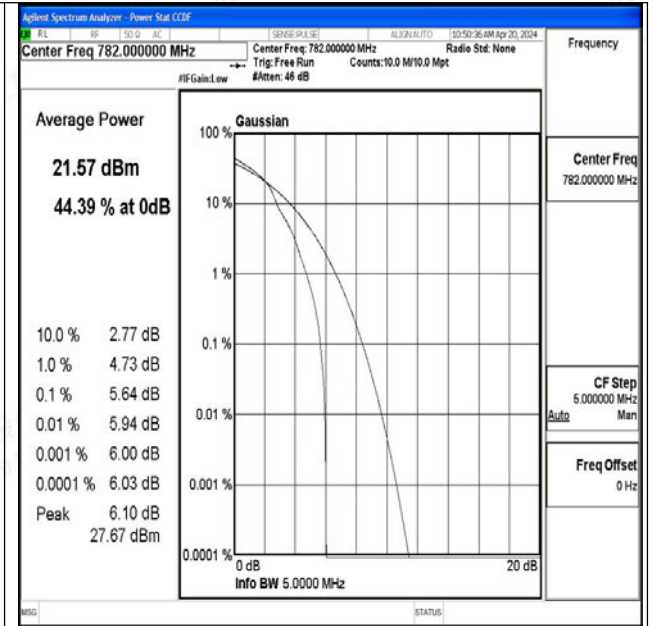 Agilent Spectrum Analyzer - Power Stat CCDF
RL RF 50 Ω AC SENSE:PULSE ALIGN AUTO 10:50:36 AM Apr 20, 2024
Center Freq 782.000000 MHz
Center Freq: 782.000000 MHz Radio Std: None
Trig: Free Run Counts:10.0 M/10.0 Mpt
#IFGain:Low #Atten: 46 dB
Frequency
Average Power
21.57 dBm
44.39 % at 0dB
10.0 % 2.77 dB
1.0 % 4.73 dB
0.1 % 5.64 dB
0.01 % 5.94 dB
0.001 % 6.00 dB
0.0001 % 6.03 dB
Peak 6.10 dB
27.67 dBm
Gaussian
100 %
10 %
1 %
0.1 %
0.01 %
0.001 %
0.0001 %
0 dB 20 dB
Info BW 5.0000 MHz
Center Freq
782.000000 MHz
CF Step
5.000000 MHz
Auto Man
Freq Offset
0 Hz
MSG STATUS